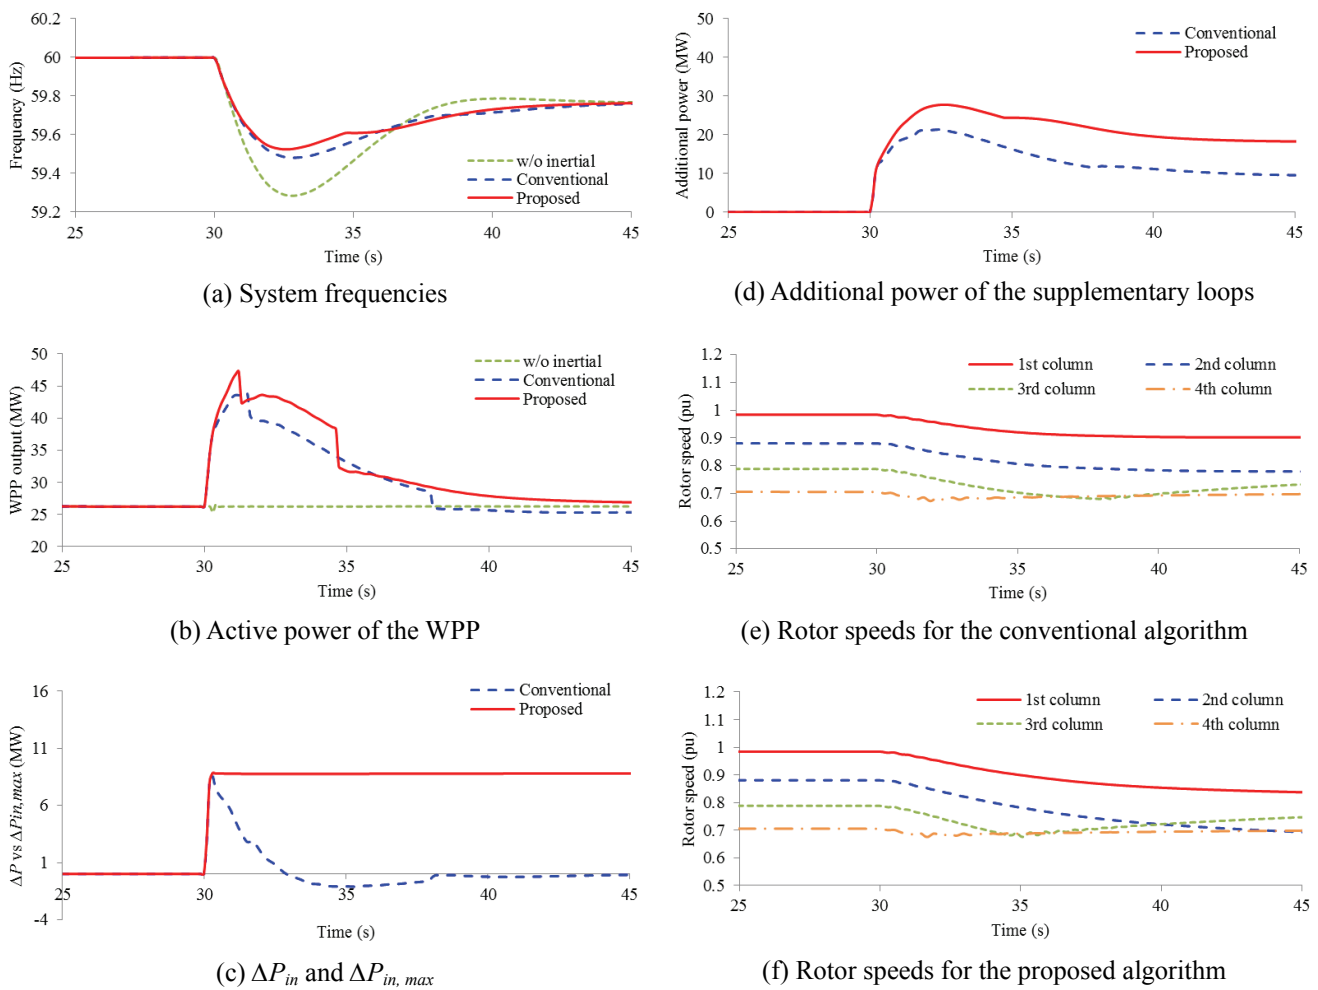 60.2
60
59.8
59.6
59.4
59.2
Frequency (Hz)
w/o inertial
Conventional
Proposed
25 30 35 40 45
Time (s)
(a) System frequencies
50
45
40
35
30
25
20
WPP output (MW)
w/o inertial
Conventional
Proposed
25 30 35 40 45
Time (s)
(b) Active power of the WPP
16
11
6
1
-4
ΔP vs ΔPin,max (MW)
Conventional
Proposed
25 30 35 40 45
Time (s)
(c) ΔPin and ΔPin, max
50
40
30
20
10
0
Additional power (MW)
Conventional
Proposed
25 30 35 40 45
Time (s)
(d) Additional power of the supplementary loops
1.2
1.1
1
0.9
0.8
0.7
0.6
0.5
Rotor speed (pu)
1st column 2nd column
3rd column 4th column
25 30 35 40 45
Time (s)
(e) Rotor speeds for the conventional algorithm
1.2
1.1
1
0.9
0.8
0.7
0.6
0.5
Rotor speed (pu)
1st column 2nd column
3rd column 4th column
25 30 35 40 45
Time (s)
(f) Rotor speeds for the proposed algorithm